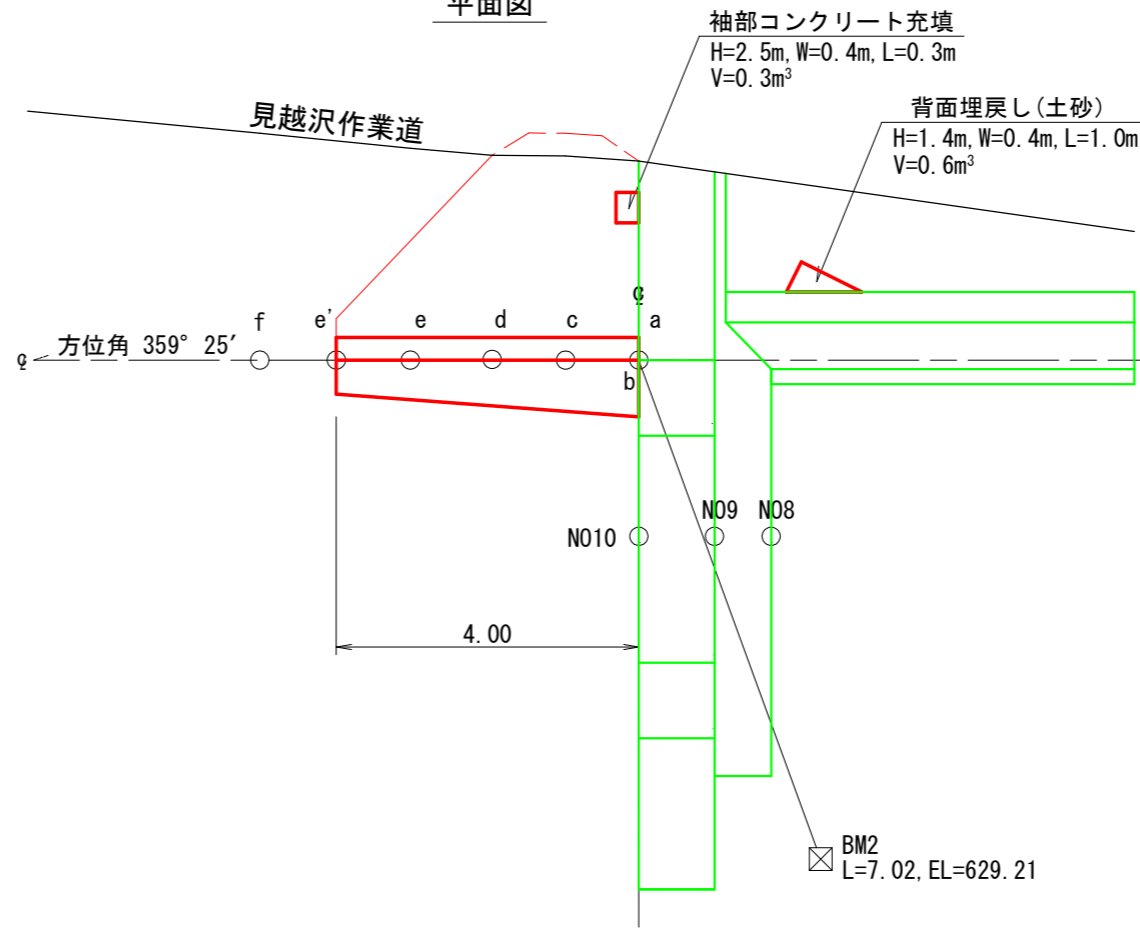 平面図
袖部コンクリート充填
H=2.5m, W=0.4m, L=0.3m
V=0.3m³
背面埋戻し(土砂)
H=1.4m, W=0.4m, L=1.0m
V=0.6m³
見越沢作業道
℄
f e' e d c a
℄ 方位角 359° 25′
b
NO10 NO9 NO8
4.00
BM2
L=7.02, EL=629.21